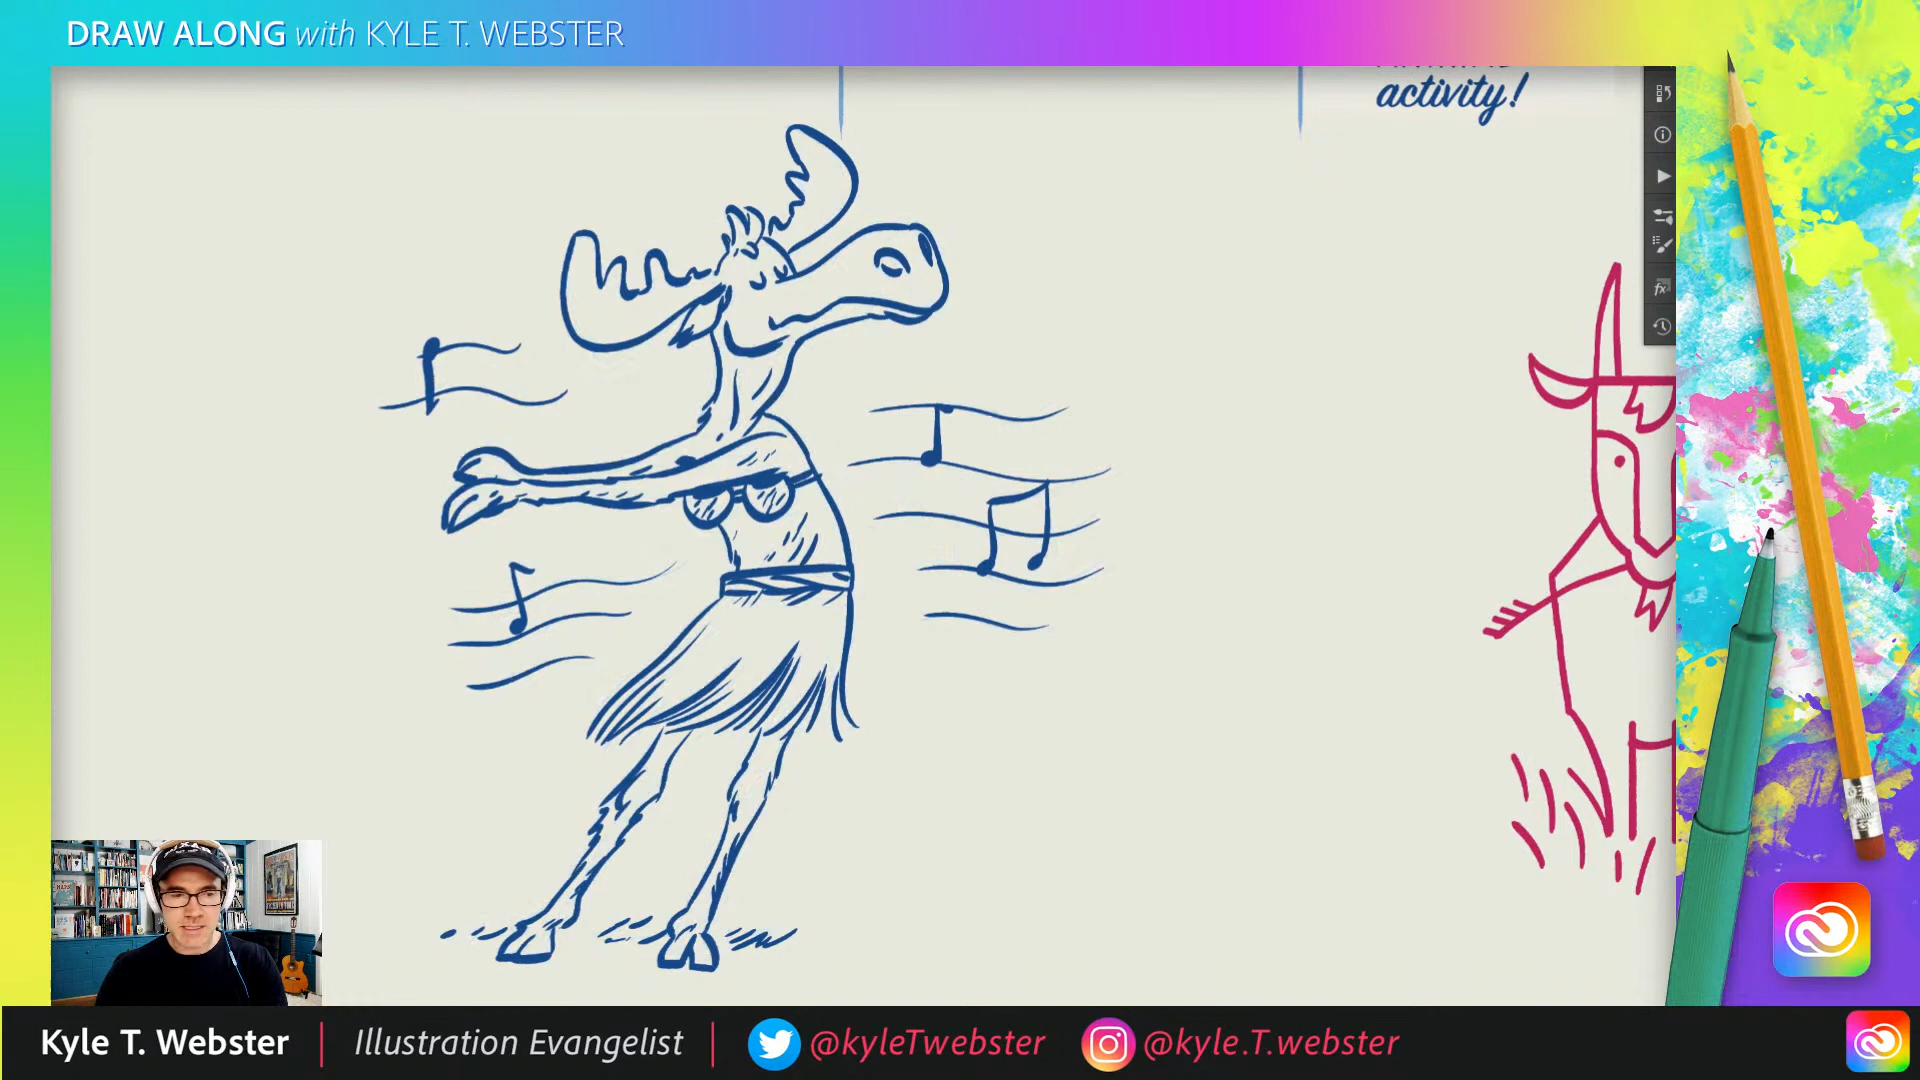 DRAW ALONG with KYLE T. WEBSTER
activity!
Kyle T. Webster | Illustration Evangelist | @kyleTwebster @kyle.T.webster